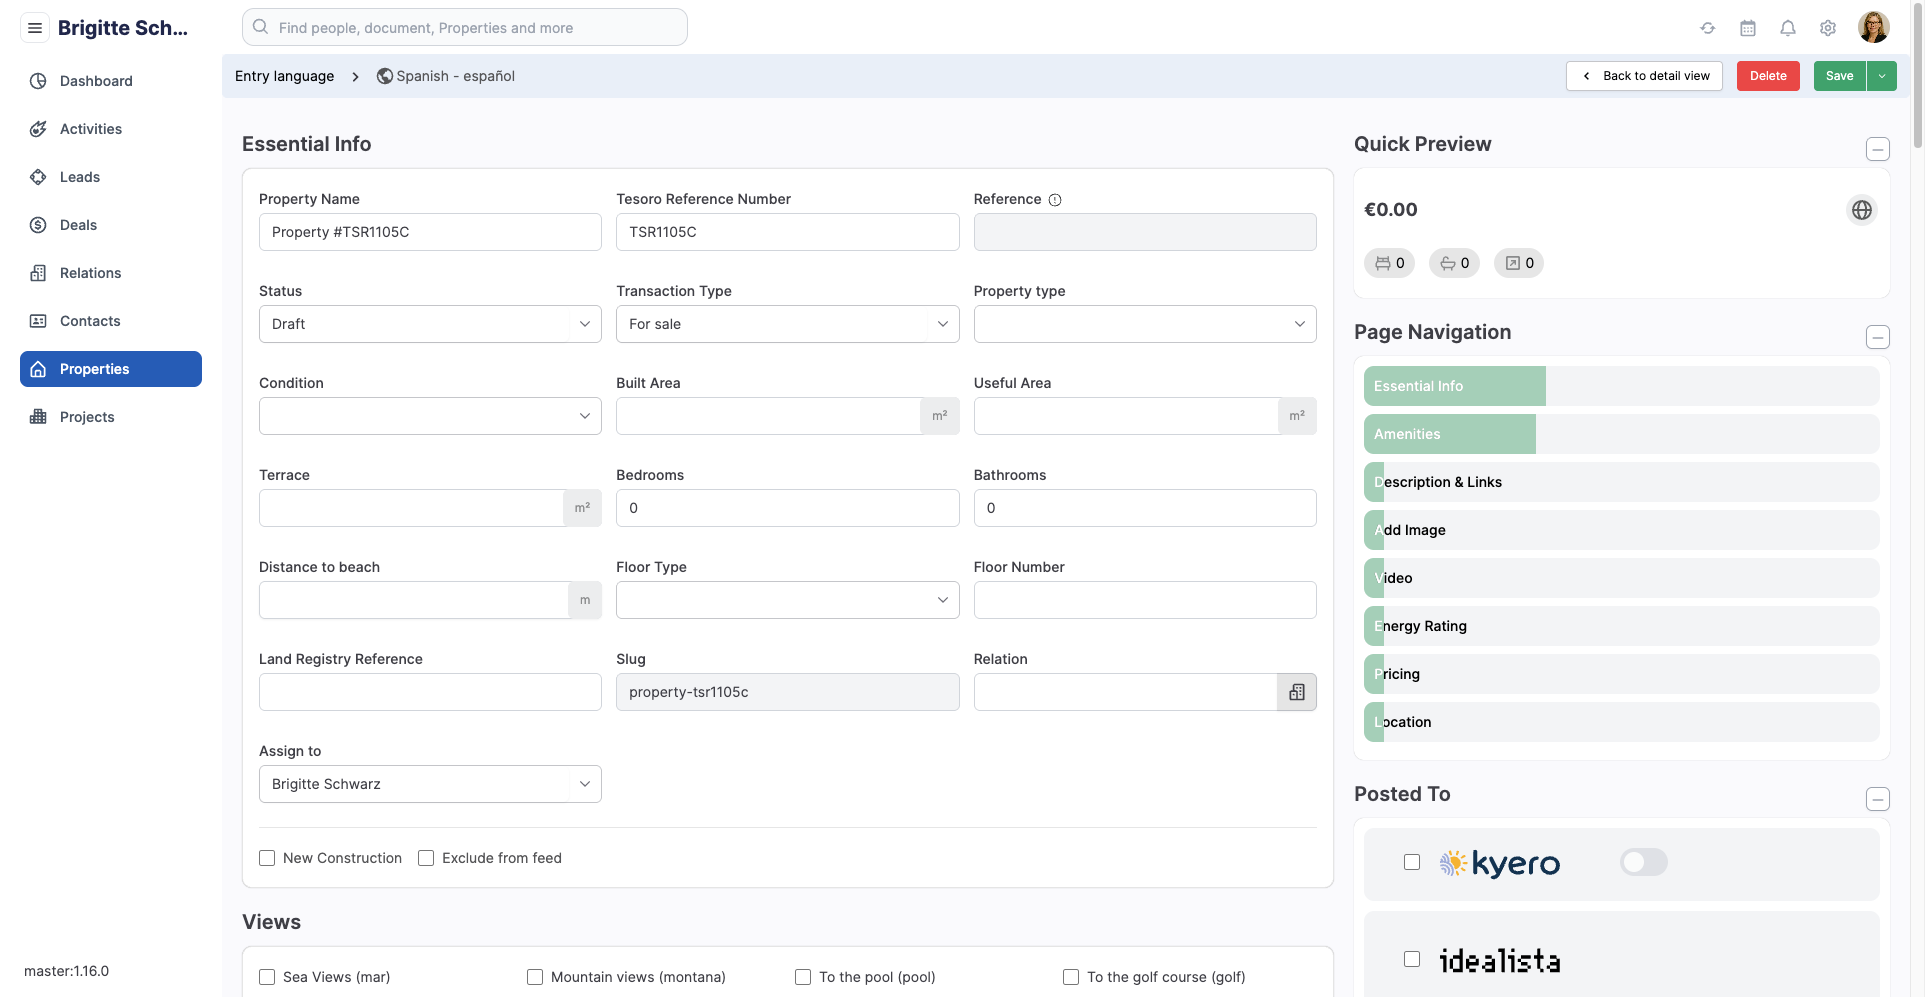 Brigitte Sch...
Find people, document, Properties and more
Dashboard
Activities
Leads
Deals
Relations
Contacts
Properties
Projects
master:1.16.0
Entry language
Spanish - español
Back to detail view
Delete
Save
Essential Info
Property Name
Tesoro Reference Number
Reference
Property #TSR1105C
TSR1105C
Status
Transaction Type
Property type
Draft
For sale
Condition
Built Area
Useful Area
m²
m²
Terrace
Bedrooms
Bathrooms
m²
0
0
Distance to beach
Floor Type
Floor Number
m
Land Registry Reference
Slug
Relation
property-tsr1105c
Assign to
Brigitte Schwarz
New Construction
Exclude from feed
Views
Sea Views (mar)
Mountain views (montana)
To the pool (pool)
To the golf course (golf)
Quick Preview
€0.00
0
0
0
Page Navigation
Essential Info
Amenities
Description & Links
Add Image
Video
Energy Rating
Pricing
Location
Posted To
kyero
idealista